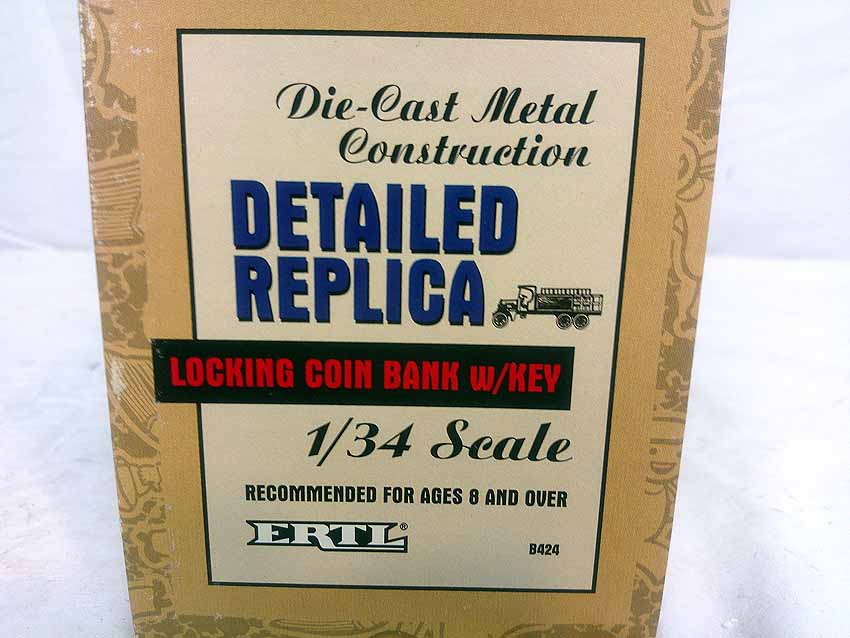 Die-Cast Metal
Construction
DETAILED
REPLICA
LOCKING COIN BANK W/KEY
1/34 Scale
RECOMMENDED FOR AGES 8 AND OVER
ERTL®
B424